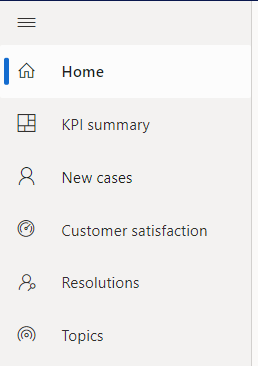 Home
KPI summary
New cases
Customer satisfaction
Resolutions
Topics